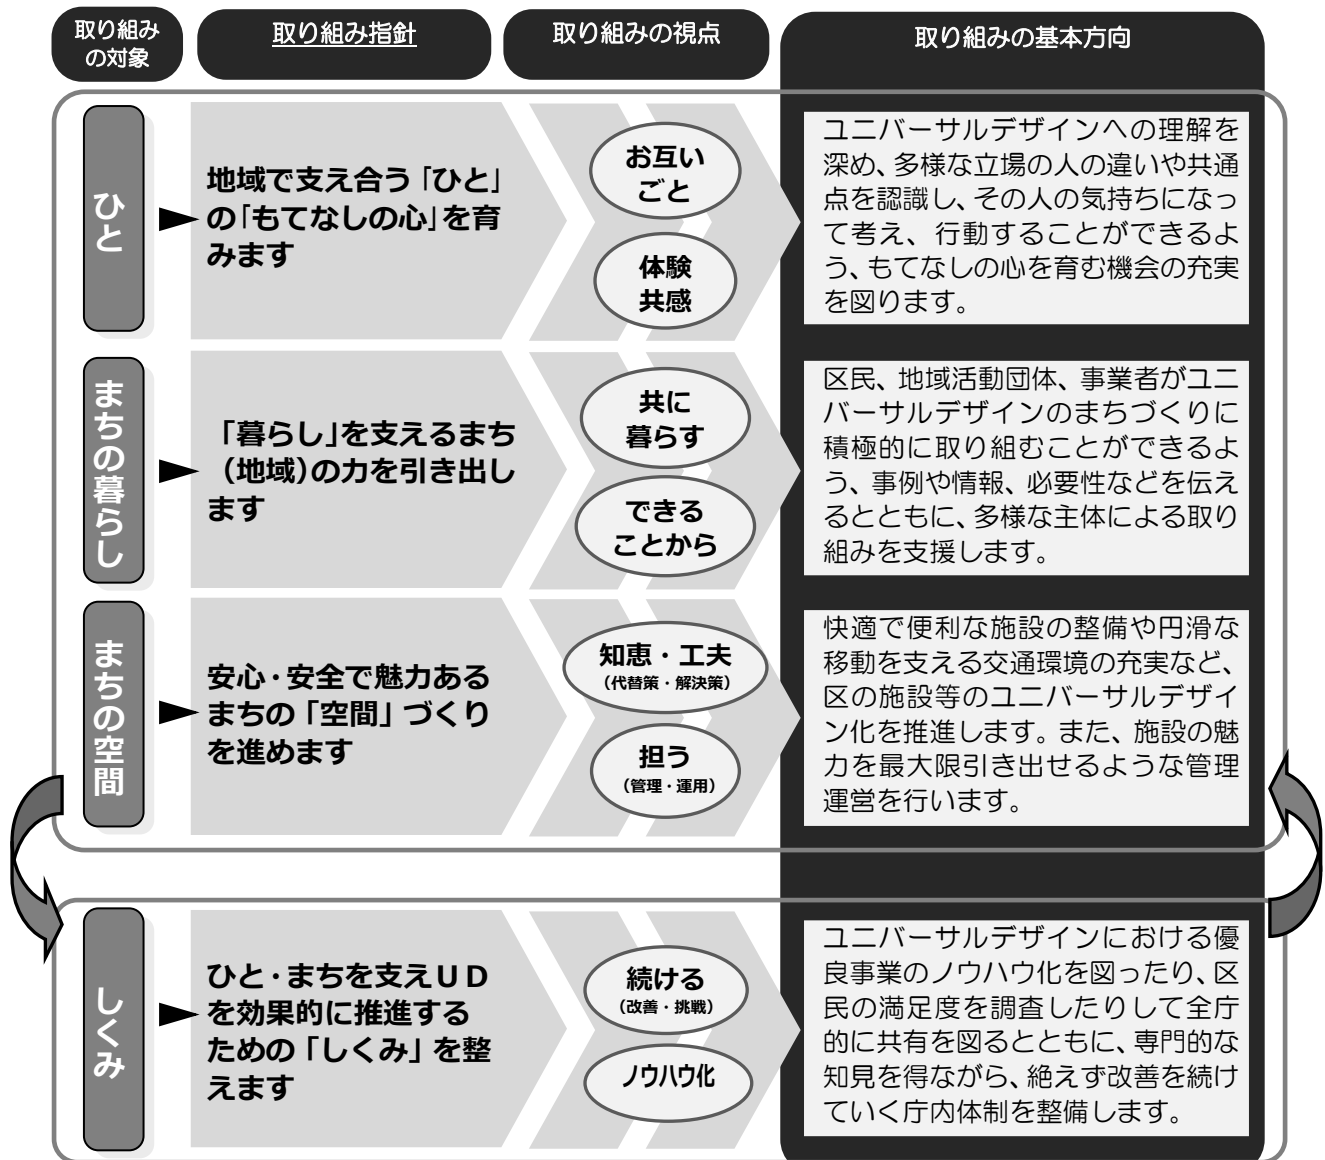 取り組み
の対象
取り組み指針
取り組みの視点
取り組みの基本方向
ひと
地域で支え合う「ひと」
の「もてなしの心」を育
みます
お互い
ごと
体験
共感
ユニバーサルデザインへの理解を
深め、多様な立場の人の違いや共通
点を認識し、その人の気持ちになっ
て考え、行動することができるよ
う、もてなしの心を育む機会の充実
を図ります。
まちの暮らし
「暮らし」を支えるまち
（地域）の力を引き出し
ます
共に
暮らす
できる
ことから
区民、地域活動団体、事業者がユニ
バーサルデザインのまちづくりに
積極的に取り組むことができるよ
う、事例や情報、必要性などを伝え
るとともに、多様な主体による取り
組みを支援します。
まちの空間
安心・安全で魅力ある
まちの「空間」づくり
を進めます
知恵・工夫
（代替策・解決策）
担う
（管理・運用）
快適で便利な施設の整備や円滑な
移動を支える交通環境の充実など、
区の施設等のユニバーサルデザイ
ン化を推進します。また、施設の魅
力を最大限引き出せるような管理
運営を行います。
しくみ
ひと・まちを支えＵＤ
を効果的に推進する
ための「しくみ」を整
えます
続ける
（改善・挑戦）
ノウハウ化
ユニバーサルデザインにおける優
良事業のノウハウ化を図ったり、区
民の満足度を調査したりして全庁
的に共有を図るとともに、専門的な
知見を得ながら、絶えず改善を続け
ていく庁内体制を整備します。